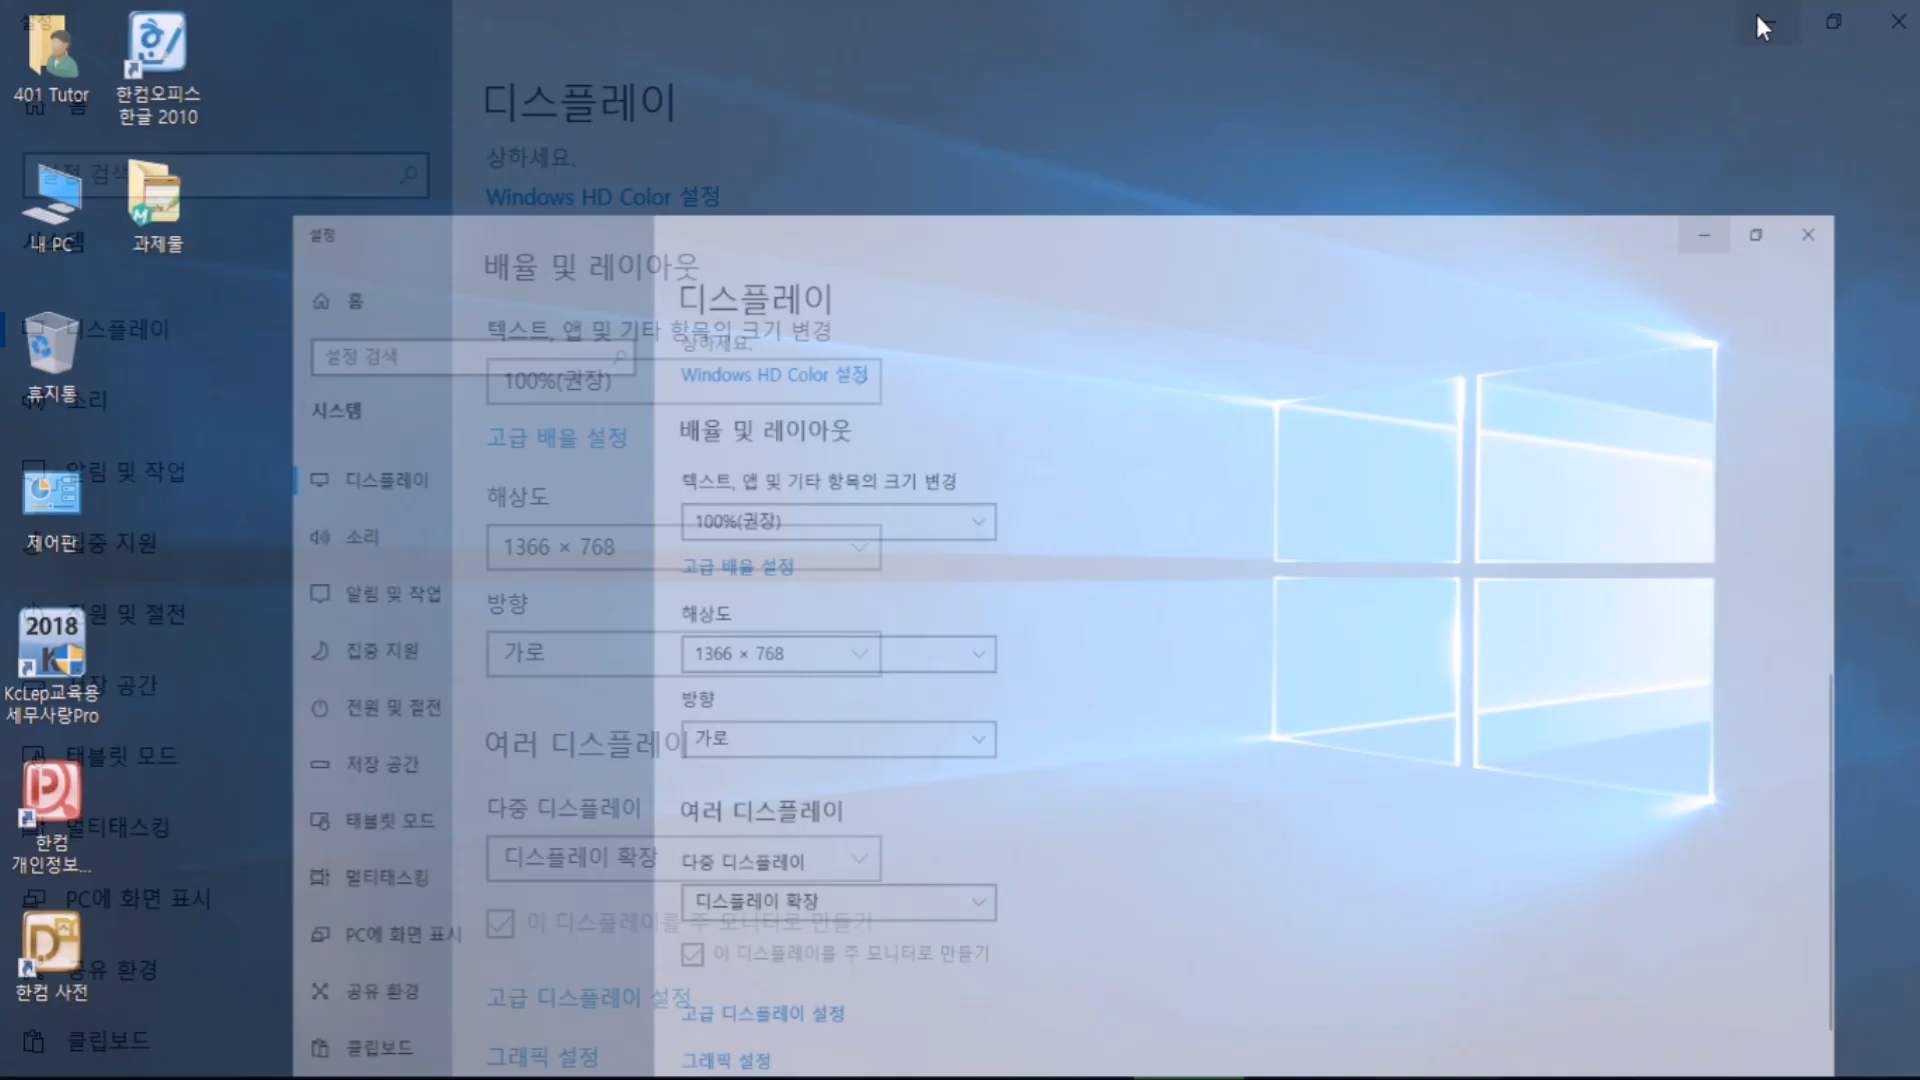 401 Tutor
한컴오피스
한글 2010
내 PC
과제물
휴지통
제어판
2018
KcLep교육용
세무사랑Pro
한컴
개인정보...
한컴 사전
설정
홈
설정 검색
시스템
디스플레이
소리
알림 및 작업
집중 지원
전원 및 절전
저장 공간
태블릿 모드
멀티태스킹
PC에 화면 표시
공유 환경
클립보드
디스플레이
상하세요.
Windows HD Color 설정
배율 및 레이아웃
텍스트, 앱 및 기타 항목의 크기 변경
100%(권장)
고급 배율 설정
해상도
1366 × 768
방향
가로
여러 디스플레이
다중 디스플레이
디스플레이 확장
이 디스플레이를 주 모니터로 만들기
고급 디스플레이 설정
그래픽 설정
설정
홈
설정 검색
시스템
디스플레이
소리
알림 및 작업
집중 지원
전원 및 절전
저장 공간
태블릿 모드
멀티태스킹
PC에 화면 표시
공유 환경
클립보드
디스플레이
상하세요.
Windows HD Color 설정
배율 및 레이아웃
텍스트, 앱 및 기타 항목의 크기 변경
100%(권장)
고급 배율 설정
해상도
1366 × 768
방향
가로
여러 디스플레이
다중 디스플레이
디스플레이 확장
이 디스플레이를 주 모니터로 만들기
고급 디스플레이 설정
그래픽 설정